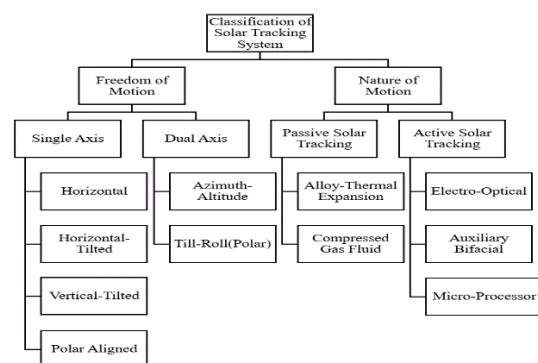 Classification of
Solar Tracking
System
Freedom of
Motion
Nature of
Motion
Single Axis
Dual Axis
Passive Solar
Tracking
Active Solar
Tracking
Horizontal
Azimuth-
Altitude
Alloy-Thermal
Expansion
Electro-Optical
Horizontal-
Tilted
Till-Roll(Polar)
Compressed
Gas Fluid
Auxiliary
Bifacial
Vertical-Tilted
Micro-Processor
Polar Aligned